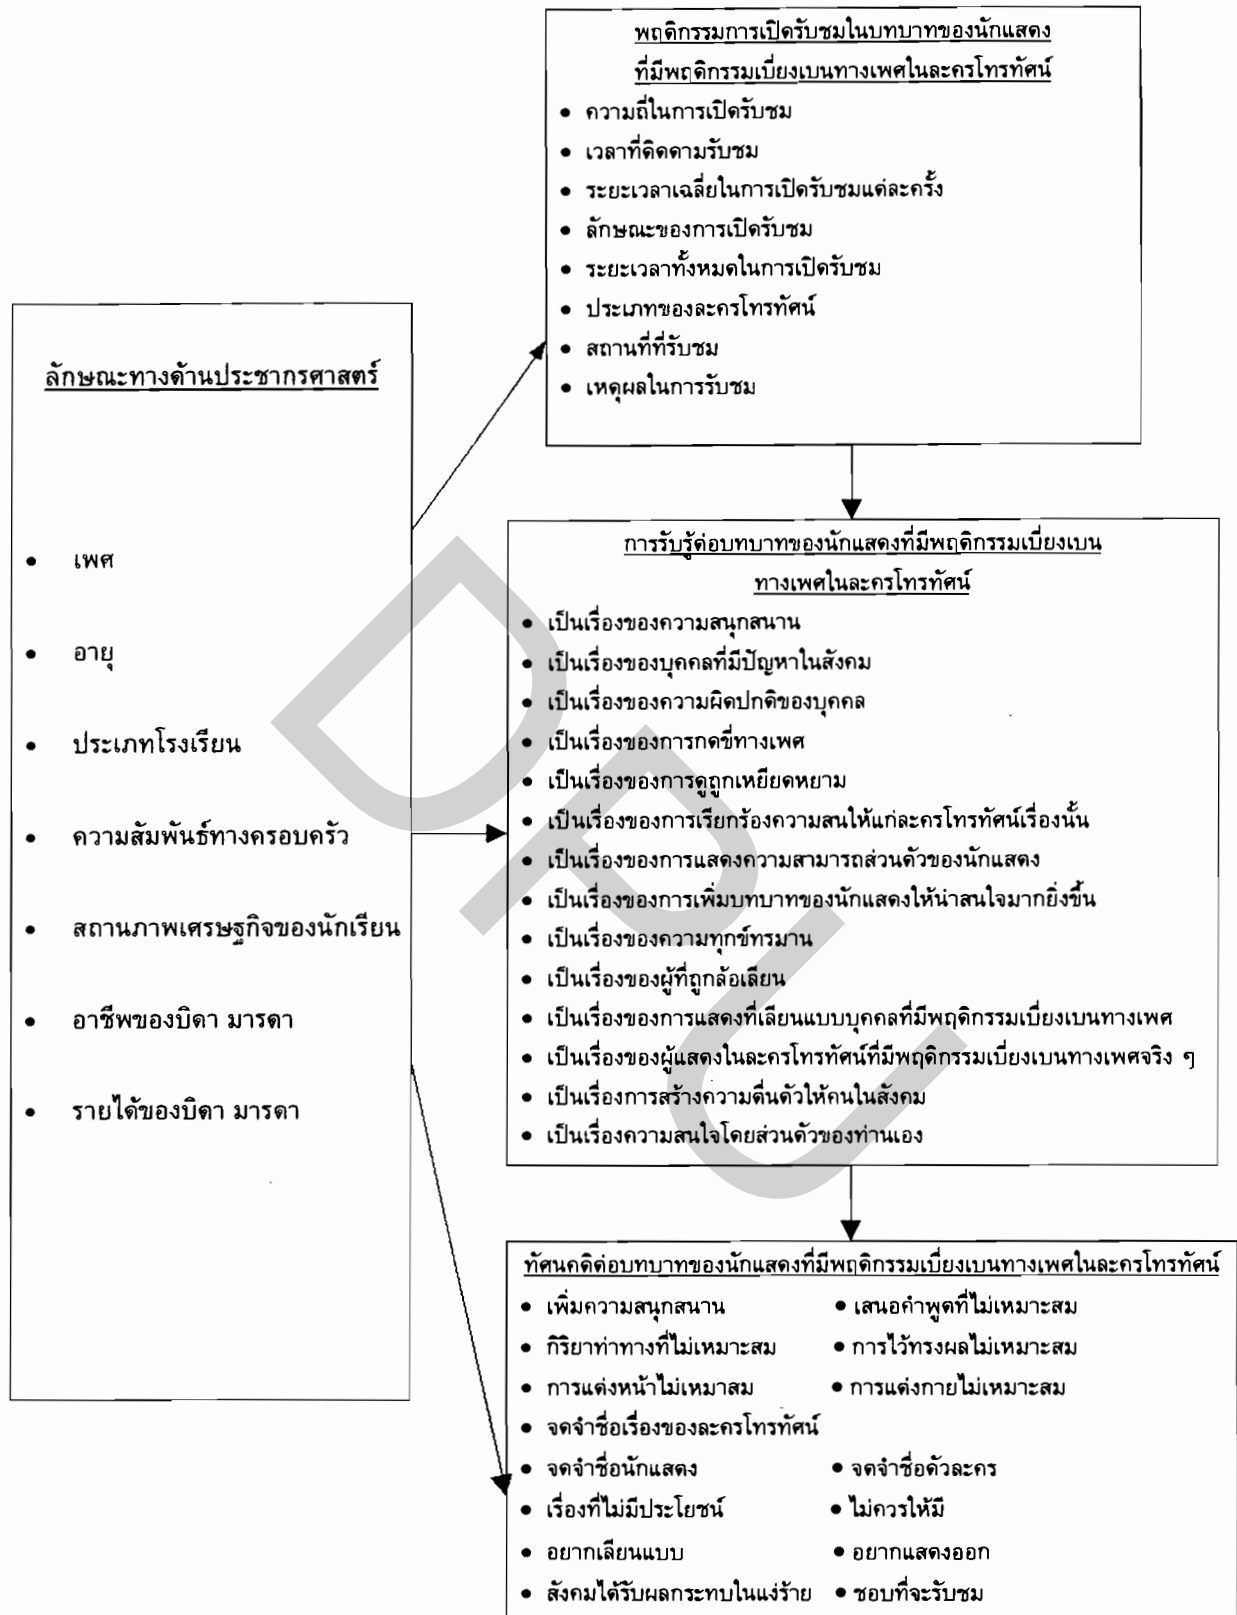 พฤติกรรมการเปิดรับชมในบทบาทของนักแสดง
ที่มีพฤติกรรมเบี่ยงเบนทางเพศในละครโทรทัศน์
• ความถี่ในการเปิดรับชม
• เวลาที่ติดตามรับชม
• ระยะเวลาเฉลี่ยในการเปิดรับชมแต่ละครั้ง
• ลักษณะของการเปิดรับชม
• ระยะเวลาทั้งหมดในการเปิดรับชม
• ประเภทของละครโทรทัศน์
• สถานที่ที่รับชม
• เหตุผลในการรับชม
ลักษณะทางด้านประชากรศาสตร์
• เพศ
• อายุ
• ประเภทโรงเรียน
• ความสัมพันธ์ทางครอบครัว
• สถานภาพเศรษฐกิจของนักเรียน
• อาชีพของบิดา มารดา
• รายได้ของบิดา มารดา
การรับรู้ต่อบทบาทของนักแสดงที่มีพฤติกรรมเบี่ยงเบน
ทางเพศในละครโทรทัศน์
• เป็นเรื่องของความสนุกสนาน
• เป็นเรื่องของบุคคลที่มีปัญหาในสังคม
• เป็นเรื่องของความผิดปกติของบุคคล
• เป็นเรื่องของการกดขี่ทางเพศ
• เป็นเรื่องของการดูถูกเหยียดหยาม
• เป็นเรื่องของการเรียกร้องความสนให้แก่ละครโทรทัศน์เรื่องนั้น
• เป็นเรื่องของการแสดงความสามารถส่วนตัวของนักแสดง
• เป็นเรื่องของการเพิ่มบทบาทของนักแสดงให้น่าสนใจมากยิ่งขึ้น
• เป็นเรื่องของความทุกข์ทรมาน
• เป็นเรื่องของผู้ที่ถูกล้อเลียน
• เป็นเรื่องของการแสดงที่เลียนแบบบุคคลที่มีพฤติกรรมเบี่ยงเบนทางเพศ
• เป็นเรื่องของผู้แสดงในละครโทรทัศน์ที่มีพฤติกรรมเบี่ยงเบนทางเพศจริง ๆ
• เป็นเรื่องการสร้างความตื่นตัวให้คนในสังคม
• เป็นเรื่องความสนใจโดยส่วนตัวของท่านเอง
ทัศนคติต่อบทบาทของนักแสดงที่มีพฤติกรรมเบี่ยงเบนทางเพศในละครโทรทัศน์
• เพิ่มความสนุกสนาน • เสนอคำพูดที่ไม่เหมาะสม
• กิริยาท่าทางที่ไม่เหมาะสม • การไว้ทรงผลไม่เหมาะสม
• การแต่งหน้าไม่เหมาสม • การแต่งกายไม่เหมาะสม
• จดจำชื่อเรื่องของละครโทรทัศน์
• จดจำชื่อนักแสดง • จดจำชื่อตัวละคร
• เรื่องที่ไม่มีประโยชน์ • ไม่ควรให้มี
• อยากเลียนแบบ • อยากแสดงออก
• สังคมได้รับผลกระทบในแง่ร้าย • ชอบที่จะรับชม
DPU